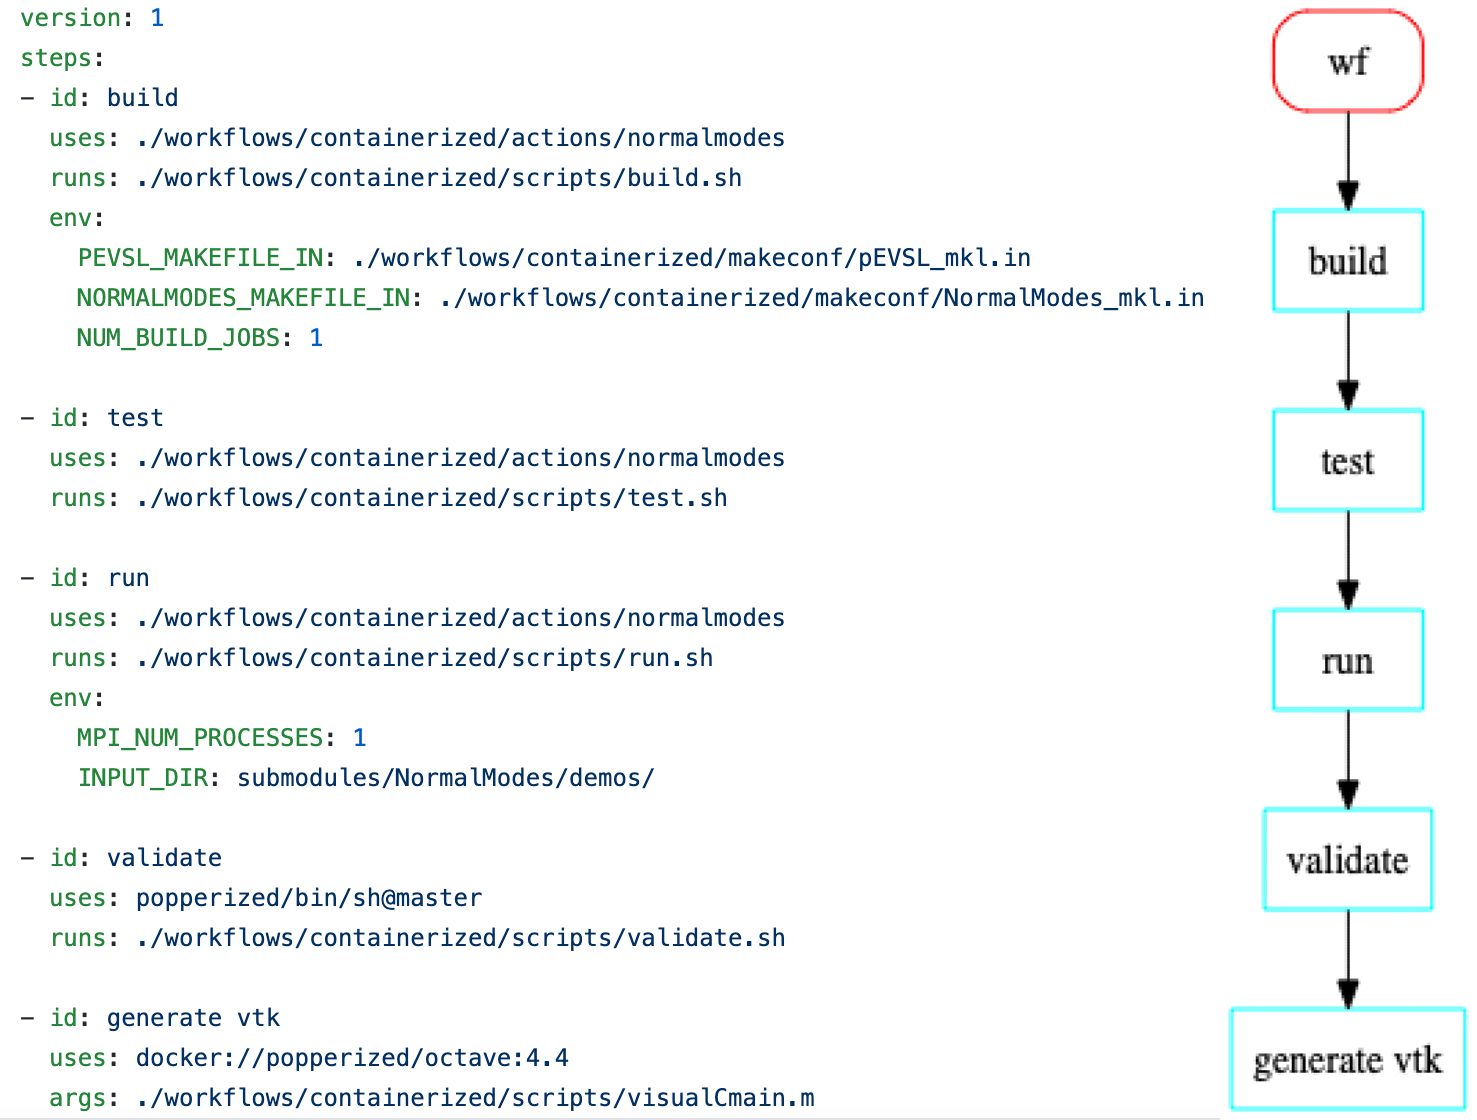 version: 1
steps:
- id: build
  uses: ./workflows/containerized/actions/normalmodes
  runs: ./workflows/containerized/scripts/build.sh
  env:
    PEVSL_MAKEFILE_IN: ./workflows/containerized/makeconf/pEVSL_mkl.in
    NORMALMODES_MAKEFILE_IN: ./workflows/containerized/makeconf/NormalModes_mkl.in
    NUM_BUILD_JOBS: 1
- id: test
  uses: ./workflows/containerized/actions/normalmodes
  runs: ./workflows/containerized/scripts/test.sh
- id: run
  uses: ./workflows/containerized/actions/normalmodes
  runs: ./workflows/containerized/scripts/run.sh
  env:
    MPI_NUM_PROCESSES: 1
    INPUT_DIR: submodules/NormalModes/demos/
- id: validate
  uses: popperized/bin/sh@master
  runs: ./workflows/containerized/scripts/validate.sh
- id: generate vtk
  uses: docker://popperized/octave:4.4
  args: ./workflows/containerized/scripts/visualCmain.m
wf
build
test
run
validate
generate vtk